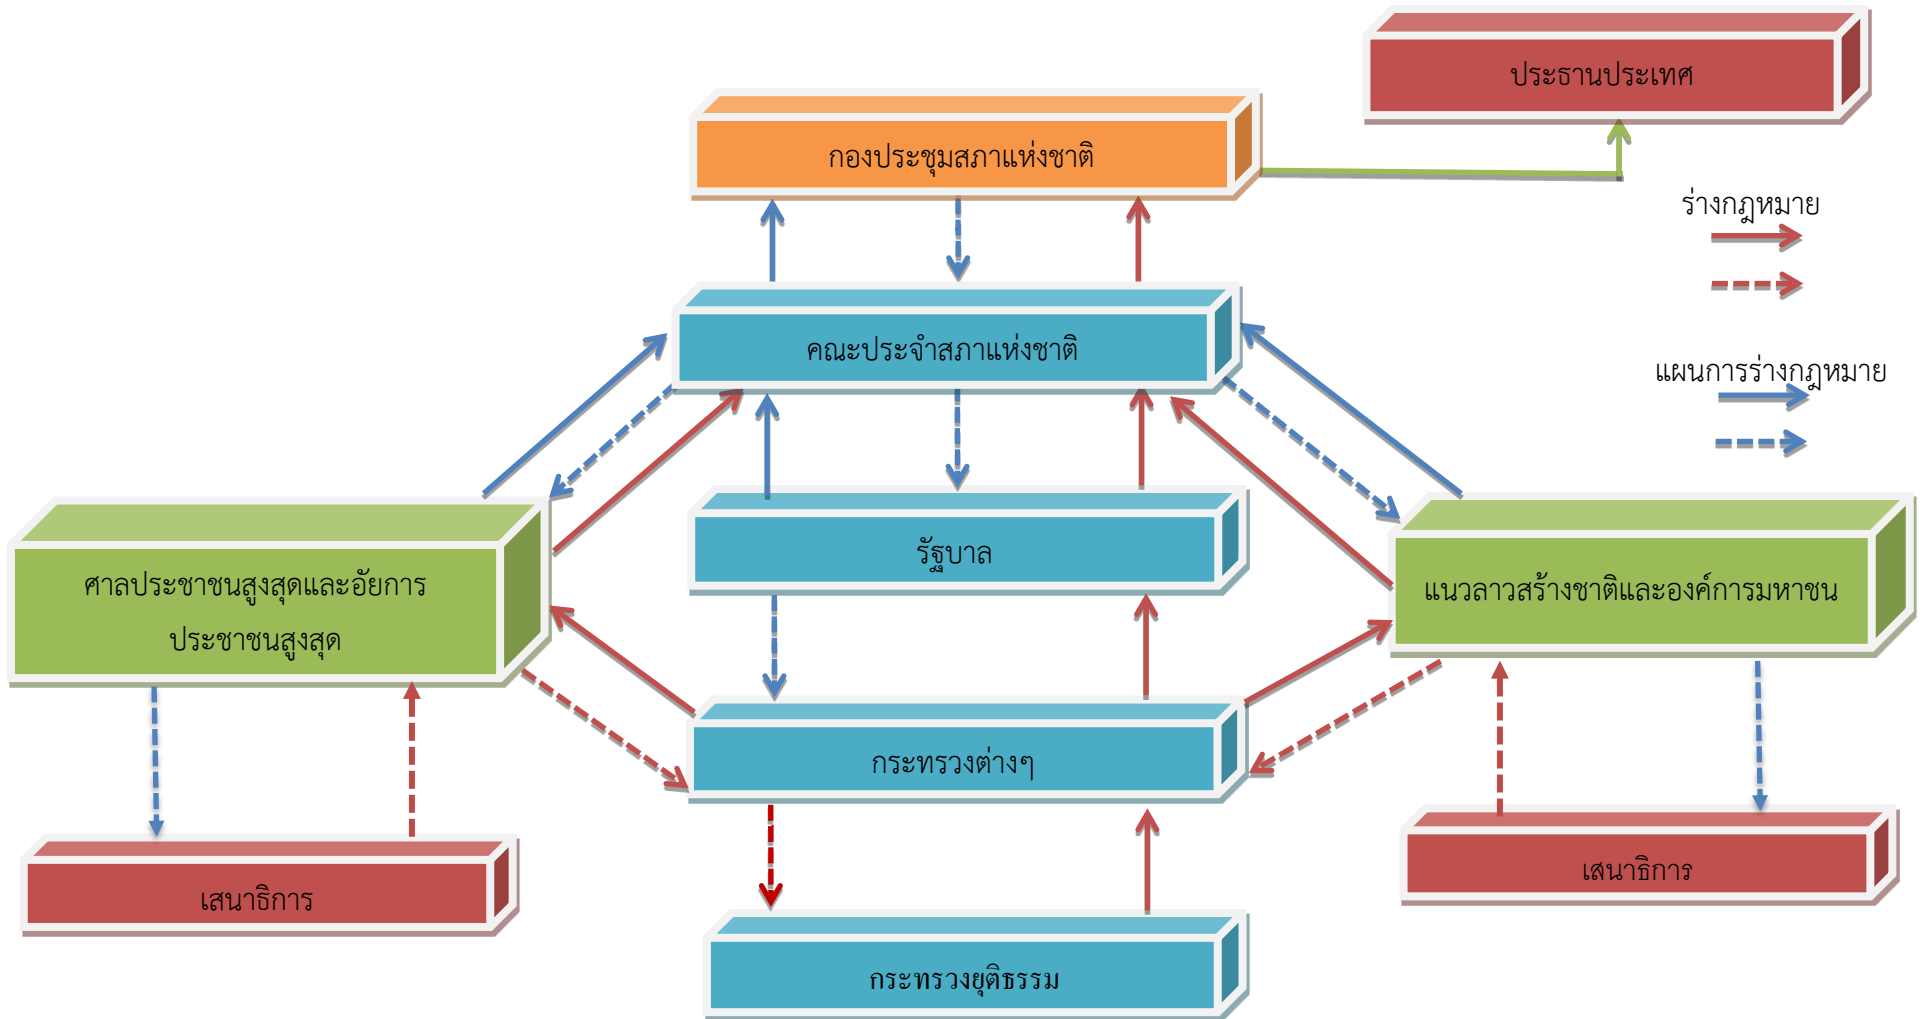 ประธานประเทศ
กองประชุมสภาแห่งชาติ
ร่างกฎหมาย
คณะประจำสภาแห่งชาติ
แผนการร่างกฎหมาย
รัฐบาล
ศาลประชาชนสูงสุดและอัยการ
ประชาชนสูงสุด
แนวลาวสร้างชาติและองค์การมหาชน
กระทรวงต่างๆ
เสนาธิการ
เสนาธิการ
กระทรวงยุติธรรม